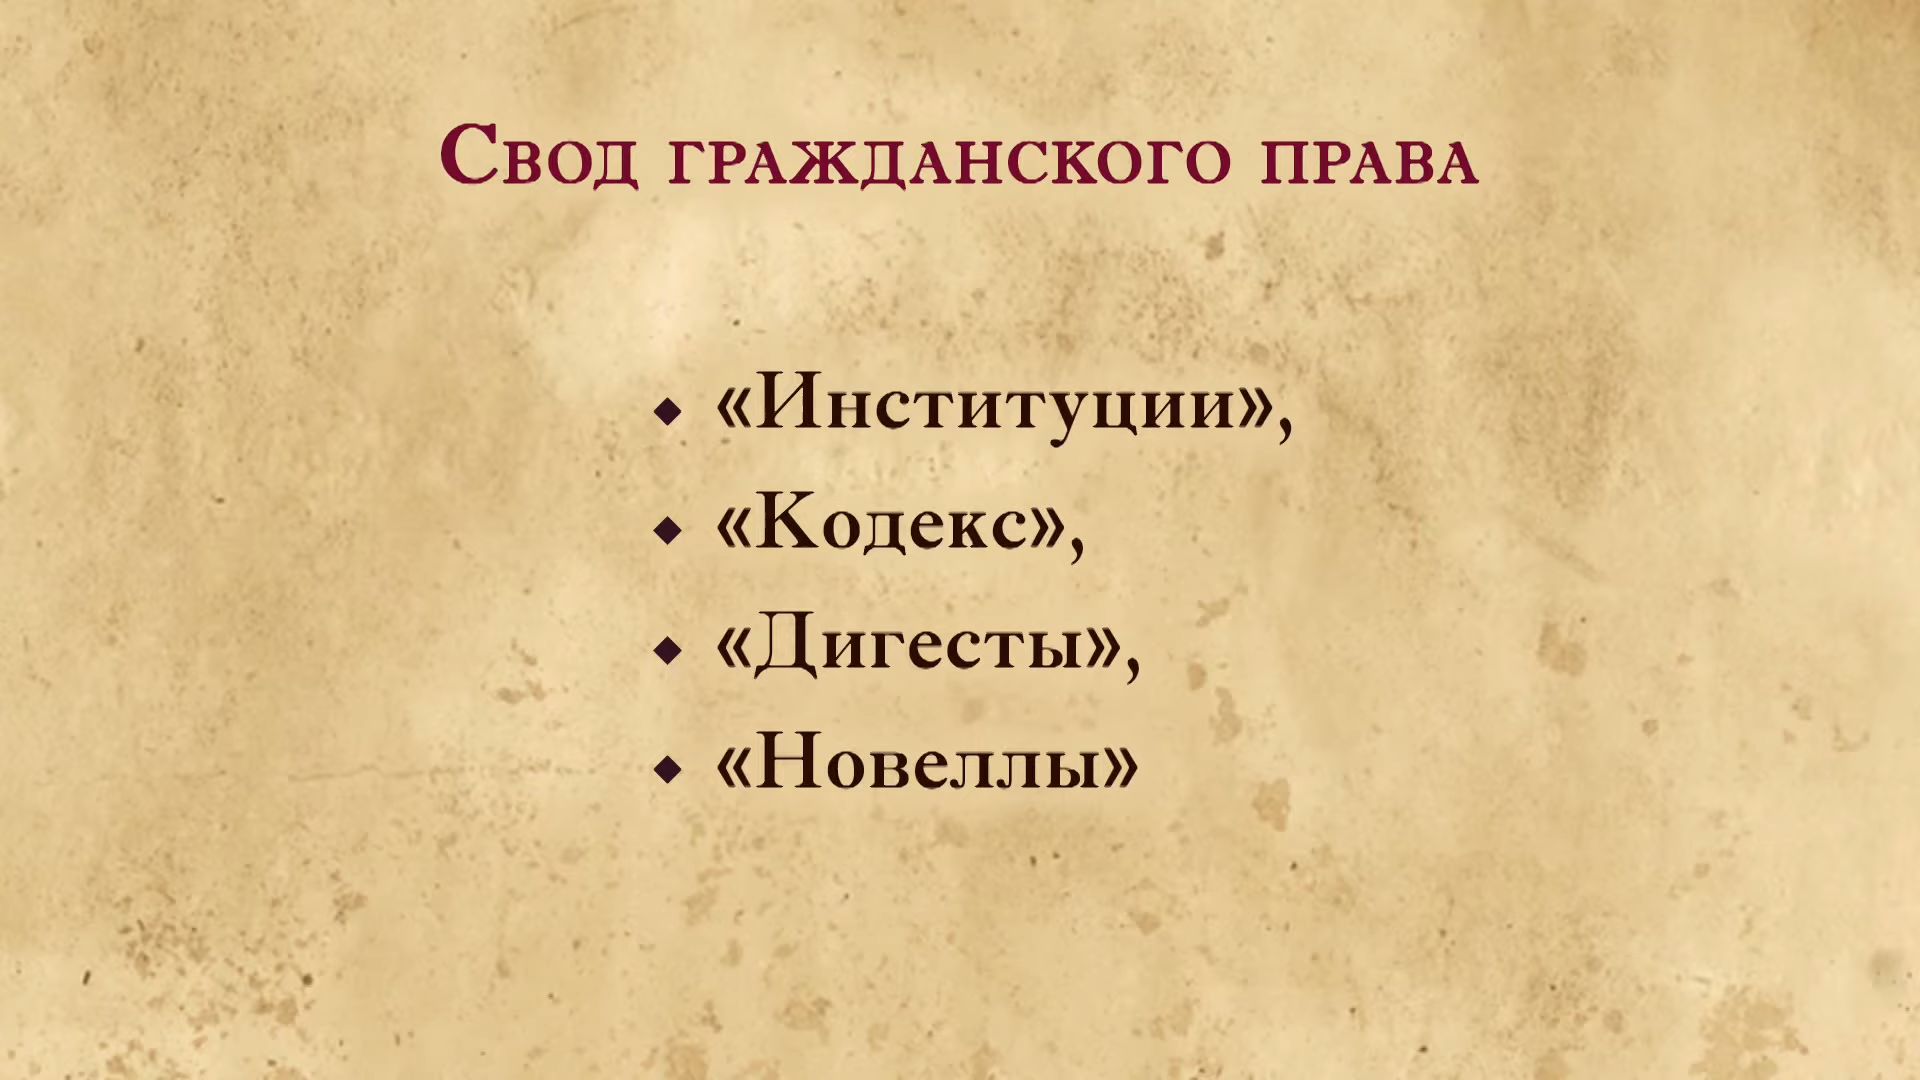 Свод гражданского права
◆ «Институции»,
◆ «Кодекс»,
◆ «Дигесты»,
◆ «Новеллы»